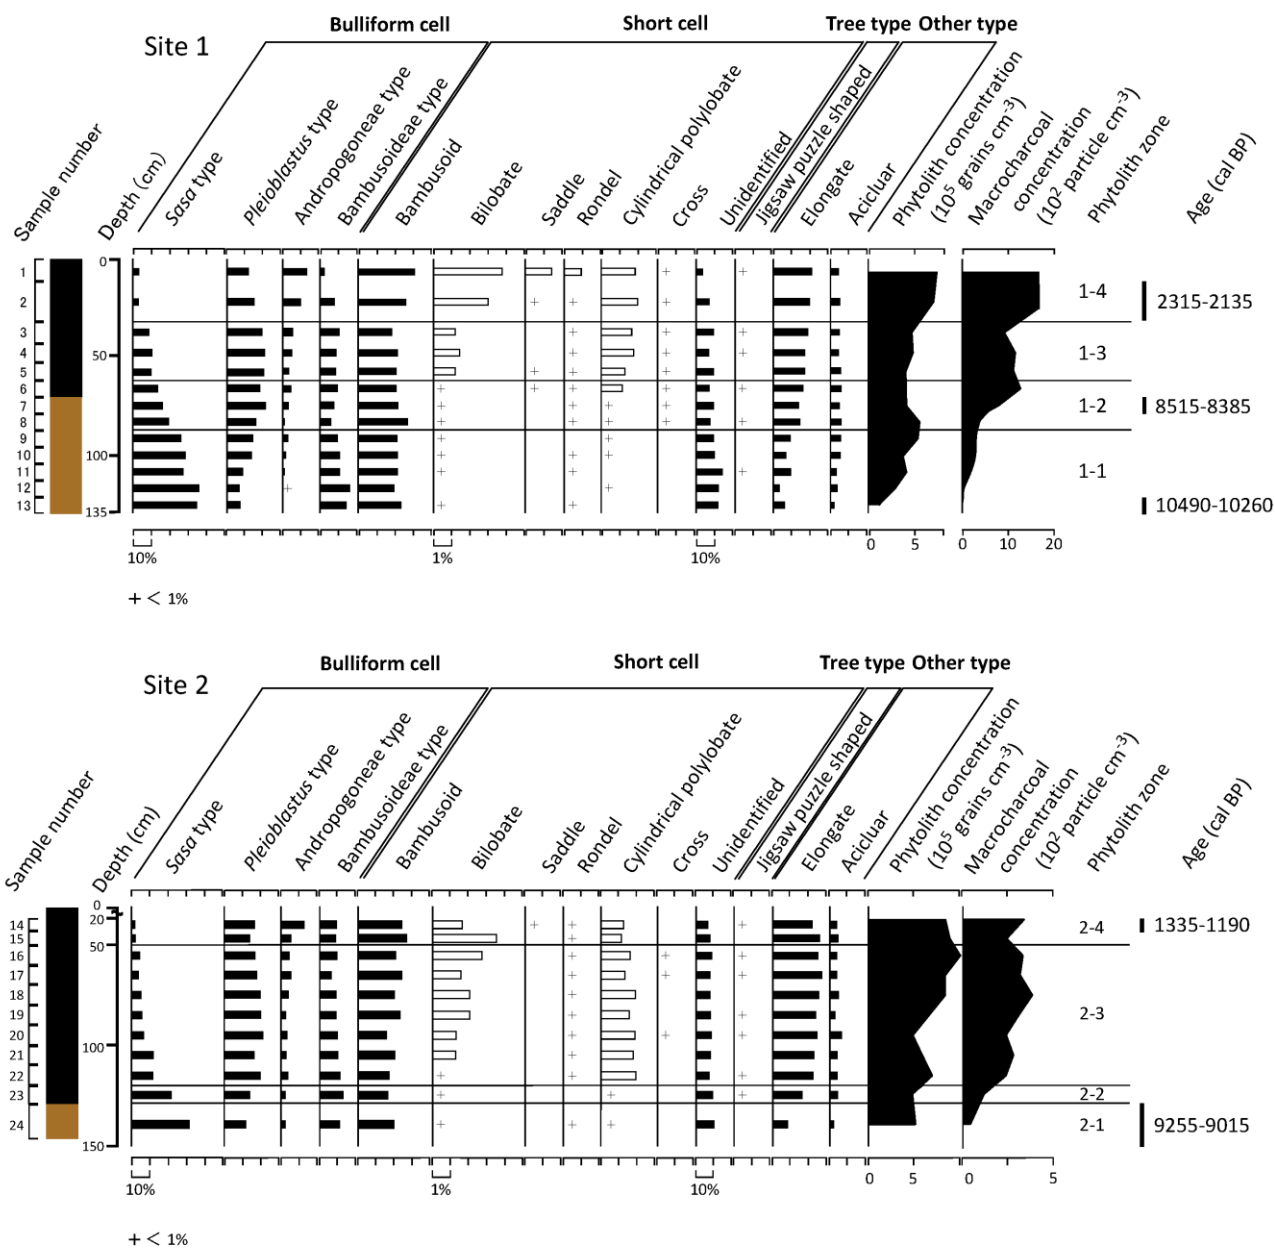 Site 1
Bulliform cell
Short cell
Tree type Other type
Sample number
Depth (cm)
Sasa type
Pleioblastus type
Andropogoneae type
Bambusoideae type
Bambusoid
Bilobate
Saddle
Rondel
Cylindrical polylobate
Cross
Unidentified
Jigsaw puzzle shaped
Elongate
Acicluar
Phytolith concentration
(10⁵ grains cm⁻³)
Macrocharcoal
concentration
(10² particle cm⁻³)
Phytolith zone
Age (cal BP)
0
50
100
135
1
2
3
4
5
6
7
8
9
10
11
12
13
1-4
1-3
1-2
1-1
2315-2135
8515-8385
10490-10260
10%
1%
10%
0 5
0 10 20
+ < 1%
Site 2
Bulliform cell
Short cell
Tree type Other type
Sample number
Depth (cm)
Sasa type
Pleioblastus type
Andropogoneae type
Bambusoideae type
Bambusoid
Bilobate
Saddle
Rondel
Cylindrical polylobate
Cross
Unidentified
Jigsaw puzzle shaped
Elongate
Acicluar
Phytolith concentration
(10⁵ grains cm⁻³)
Macrocharcoal
concentration
(10² particle cm⁻³)
Phytolith zone
Age (cal BP)
0
20
50
100
150
14
15
16
17
18
19
20
21
22
23
24
2-4
2-3
2-2
2-1
1335-1190
9255-9015
10%
1%
10%
0 5
0 5
+ < 1%